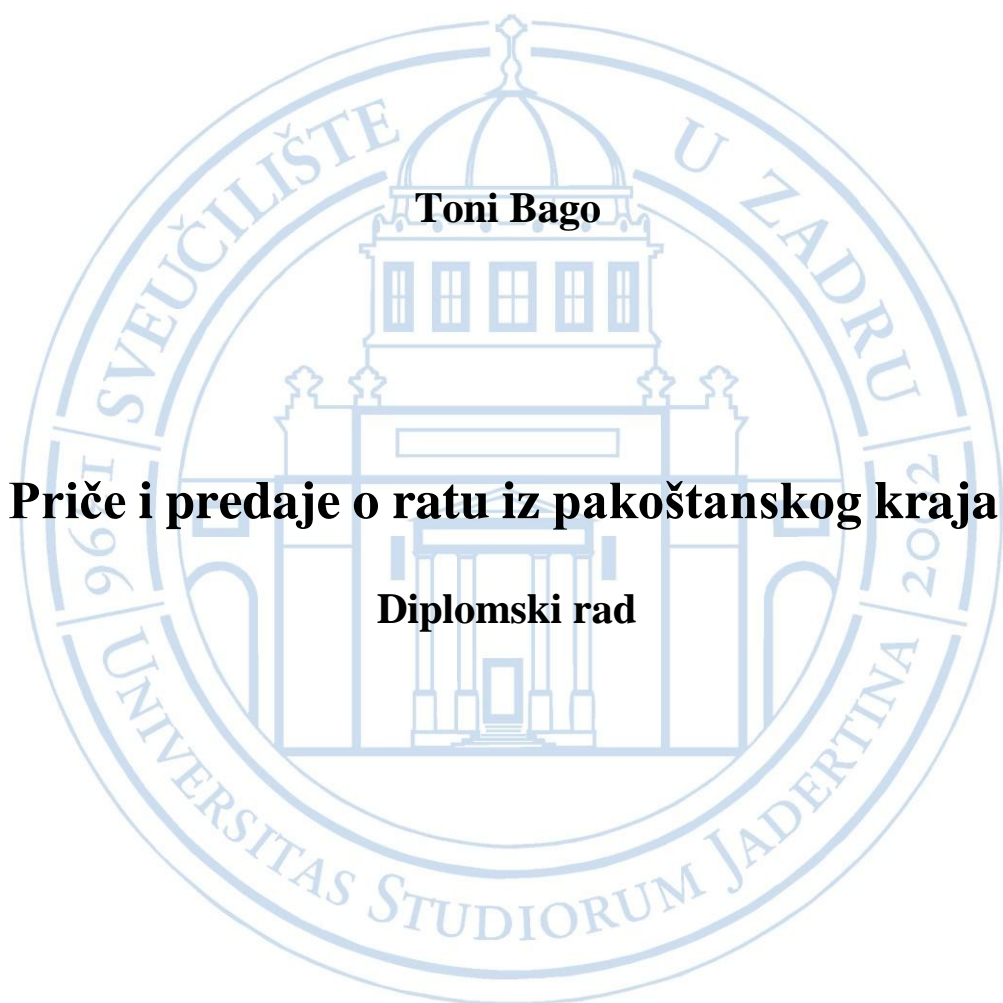 SVEUČILIŠTE U ZADRU
Toni Bago
Priče i predaje o ratu iz pakoštanskog kraja
Diplomski rad
1396 2002
UNIVERSITAS STUDIORUM JADERTINA